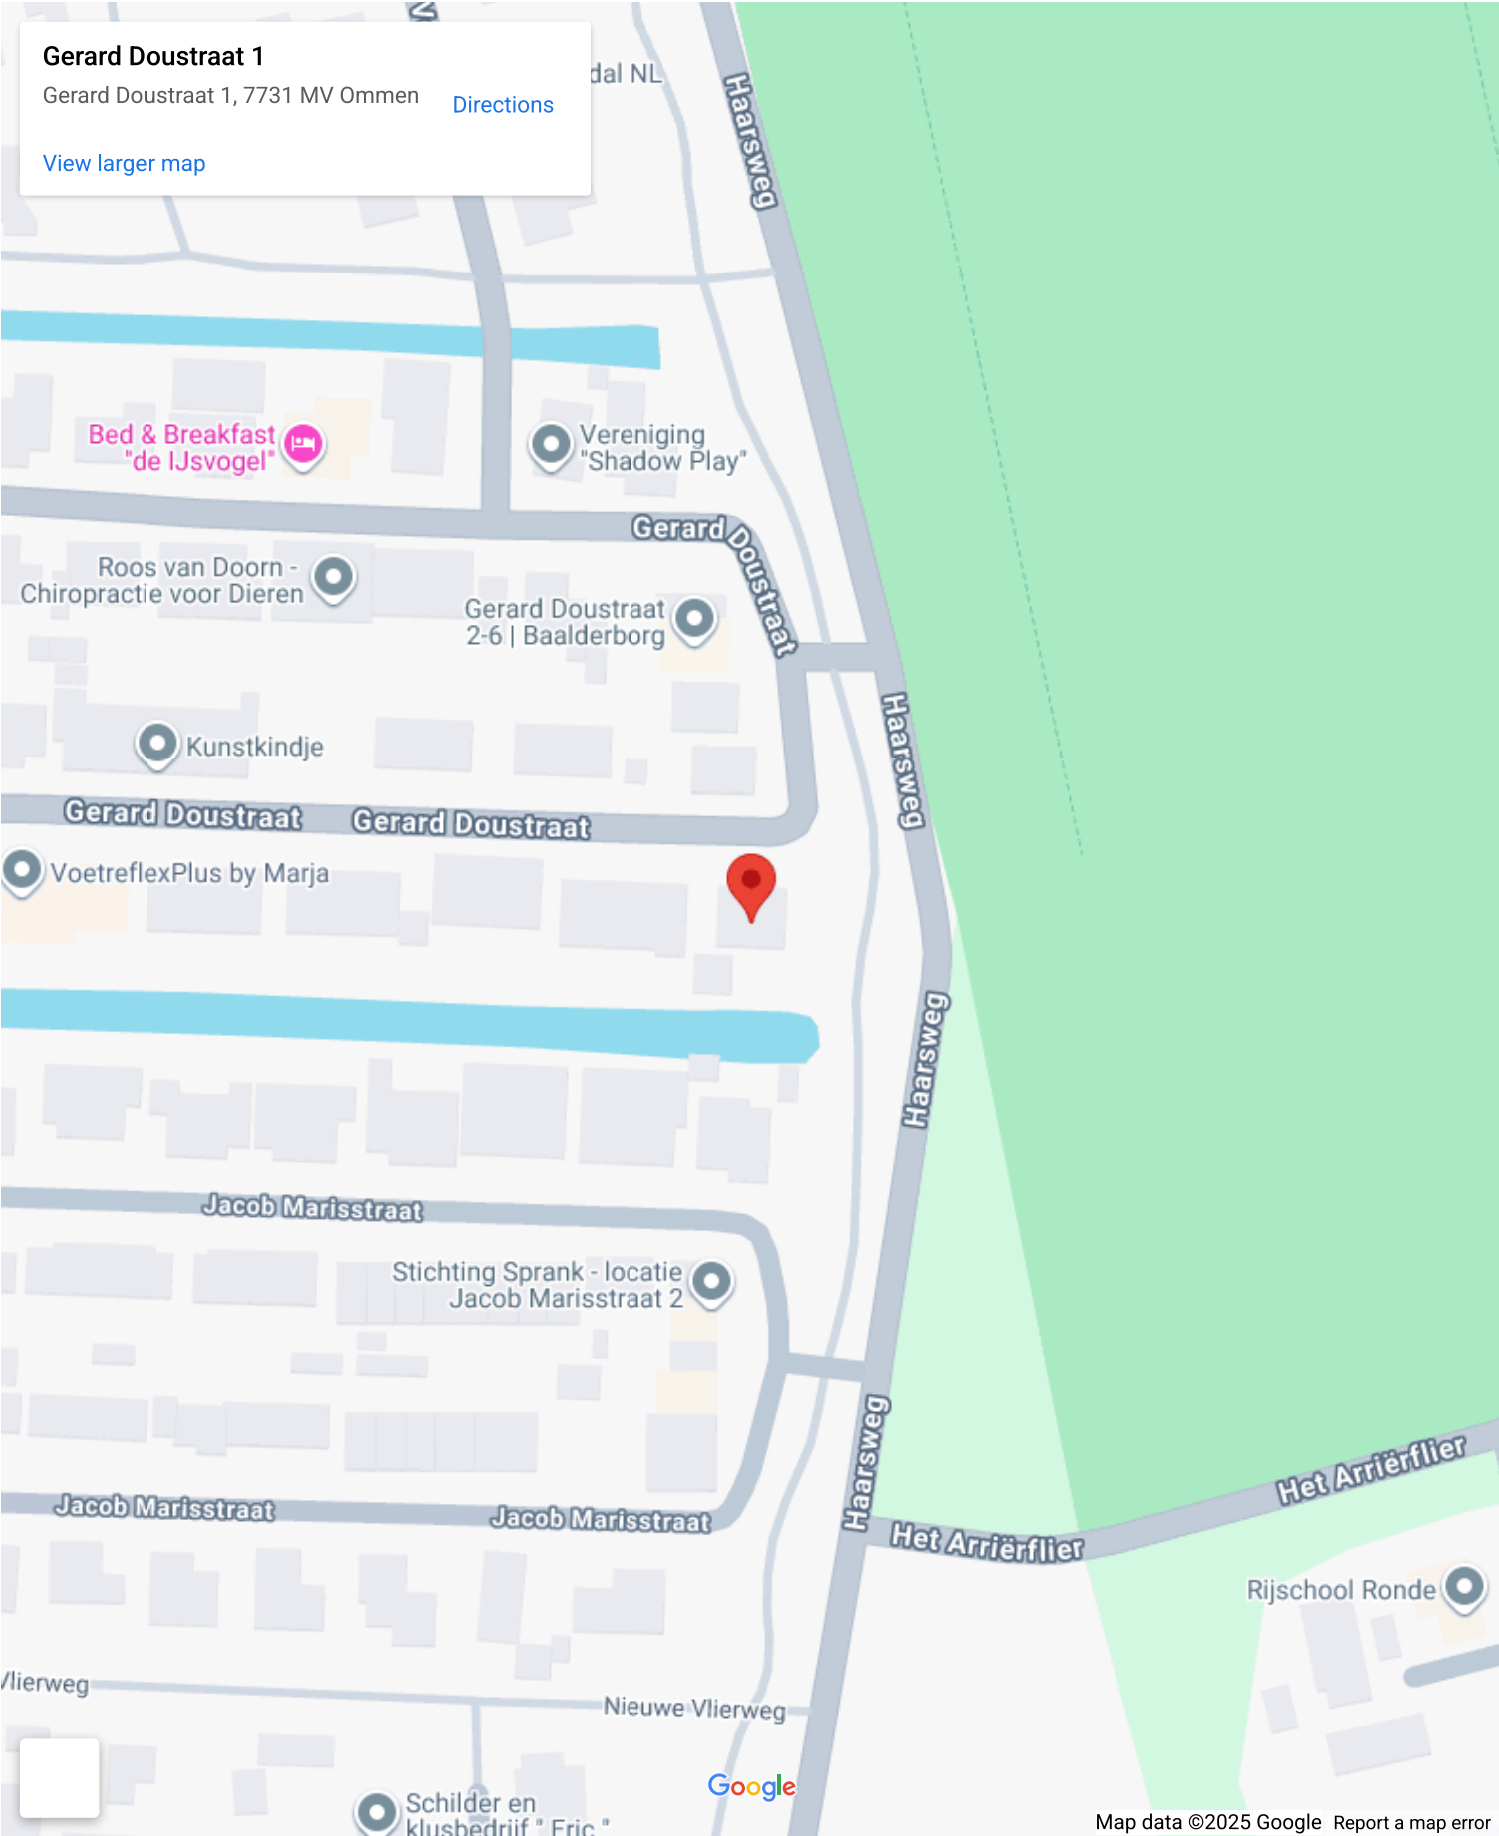 Gerard Doustraat 1
Gerard Doustraat 1, 7731 MV Ommen
Directions
View larger map
dal NL
Haarsweg
Bed & Breakfast
"de IJsvogel"
Vereniging
"Shadow Play"
Gerard Doustraat
Roos van Doorn -
Chiropractie voor Dieren
Gerard Doustraat
2-6 | Baalderborg
Haarsweg
Kunstkindje
Gerard Doustraat
Gerard Doustraat
VoetreflexPlus by Marja
Haarsweg
Jacob Marisstraat
Stichting Sprank - locatie
Jacob Marisstraat 2
Haarsweg
Het Arriërflier
Jacob Marisstraat
Jacob Marisstraat
Het Arriërflier
Rijschool Ronde
Vlierweg
Nieuwe Vlierweg
Google
Schilder en
klusbedrijf " Eric "
Map data ©2025 Google
Report a map error